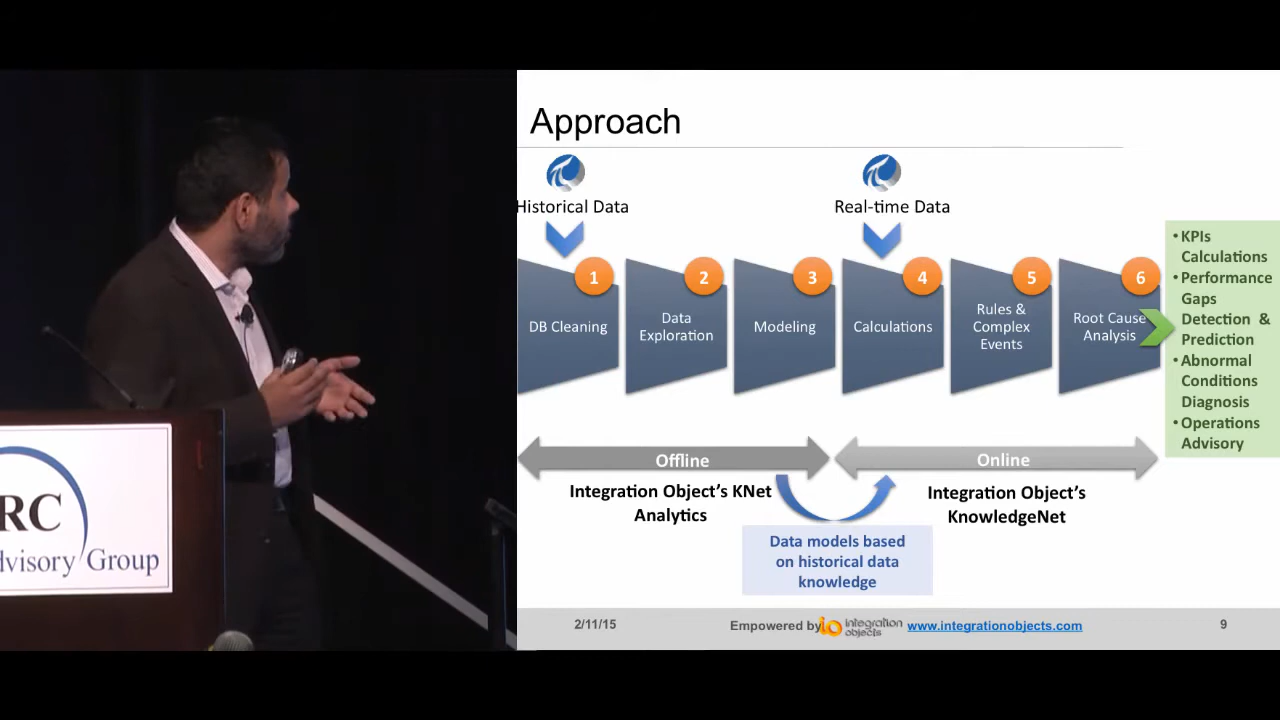 Approach
Historical Data
Real-time Data
1
2
3
4
5
6
DB Cleaning
Data
Exploration
Modeling
Calculations
Rules &
Complex
Events
Root Cause
Analysis
•KPIs
Calculations
•Performance
Gaps
Detection &
Prediction
•Abnormal
Conditions
Diagnosis
•Operations
Advisory
Offline
Online
Integration Object's KNet
Analytics
Integration Object's
KnowledgeNet
Data models based
on historical data
knowledge
2/11/15
Empowered by
integration
objects
www.integrationobjects.com
9
RC
dvisory Group